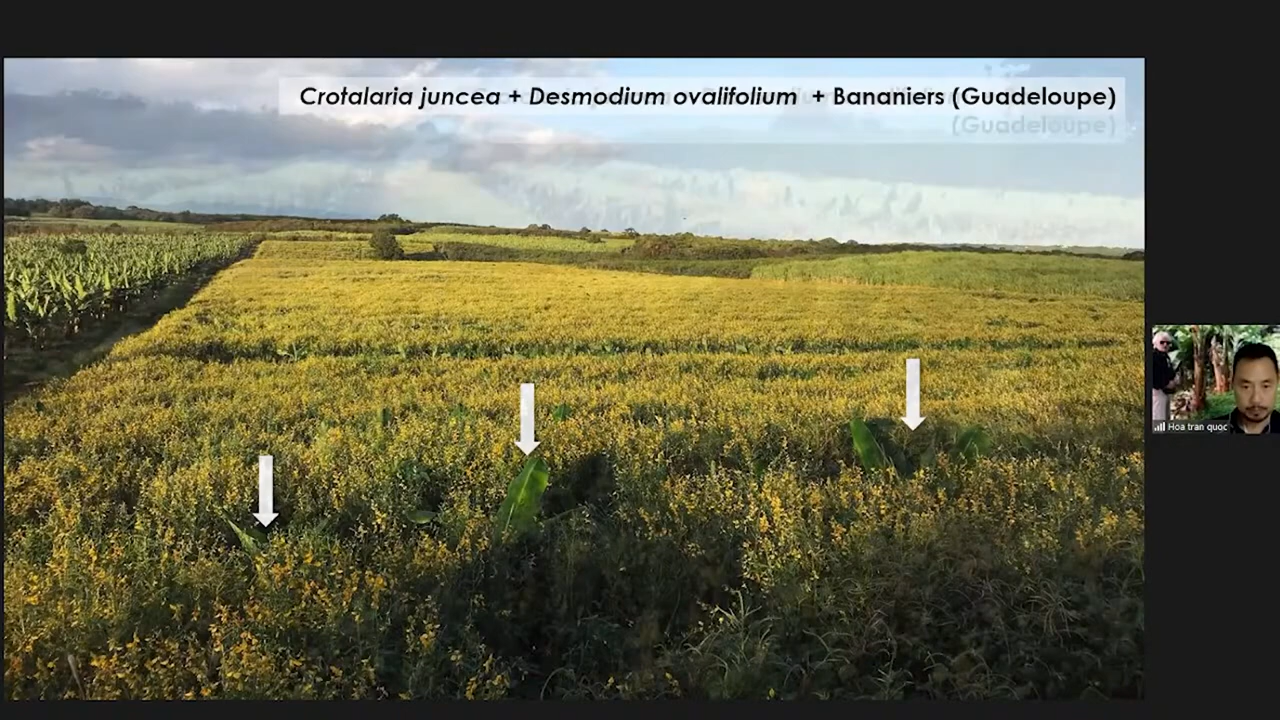 Crotalaria juncea + Desmodium ovalifolium + Bananiers (Guadeloupe)
(Guadeloupe)
Hoa tran quoc